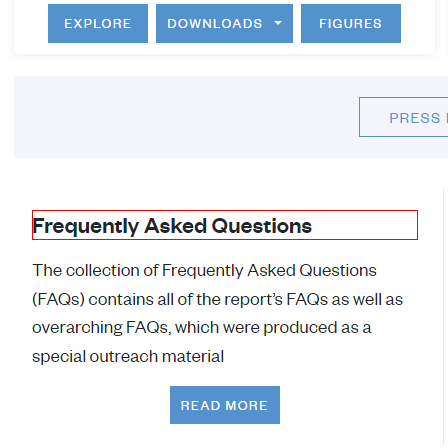 EXPLORE DOWNLOADS FIGURES
PRESS
Frequently Asked Questions
The collection of Frequently Asked Questions
(FAQs) contains all of the report’s FAQs as well as
overarching FAQs, which were produced as a
special outreach material
READ MORE